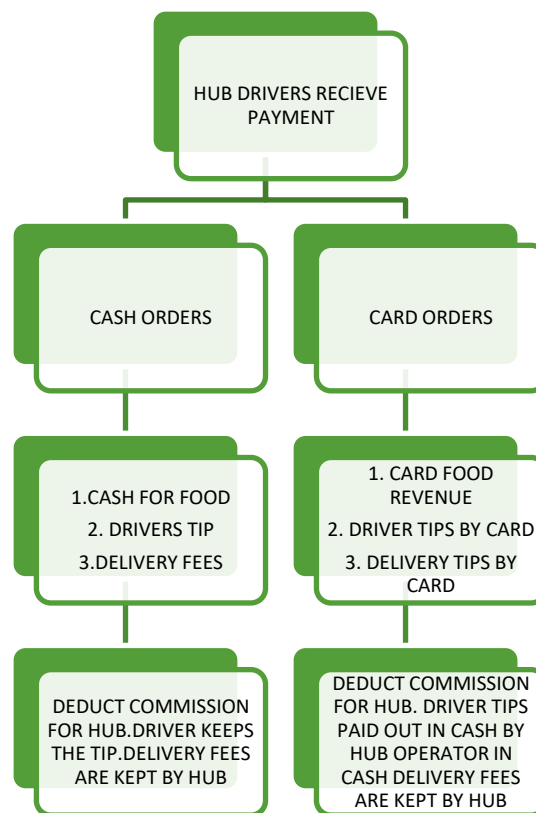 HUB DRIVERS RECIEVE
PAYMENT
CASH ORDERS
CARD ORDERS
1.CASH FOR FOOD
2. DRIVERS TIP
3.DELIVERY FEES
1. CARD FOOD
REVENUE
2. DRIVER TIPS BY CARD
3. DELIVERY TIPS BY
CARD
DEDUCT COMMISSION
FOR HUB.DRIVER KEEPS
THE TIP.DELIVERY FEES
ARE KEPT BY HUB
DEDUCT COMMISSION
FOR HUB. DRIVER TIPS
PAID OUT IN CASH BY
HUB OPERATOR IN
CASH DELIVERY FEES
ARE KEPT BY HUB